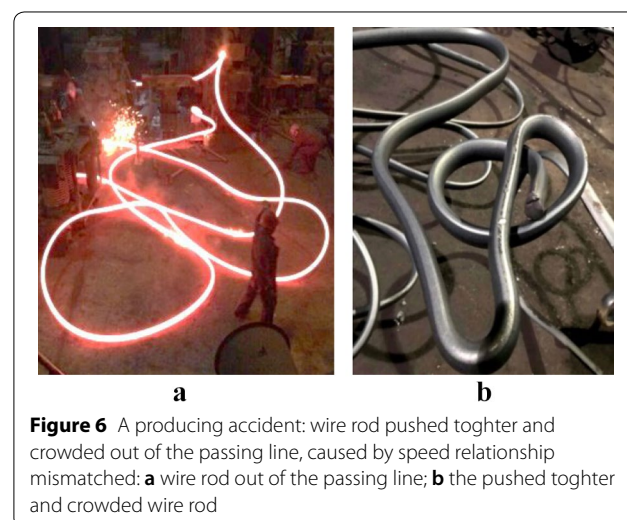 a b
Figure 6 A producing accident: wire rod pushed toghter and
crowded out of the passing line, caused by speed relationship
mismatched: a wire rod out of the passing line; b the pushed toghter
and crowded wire rod